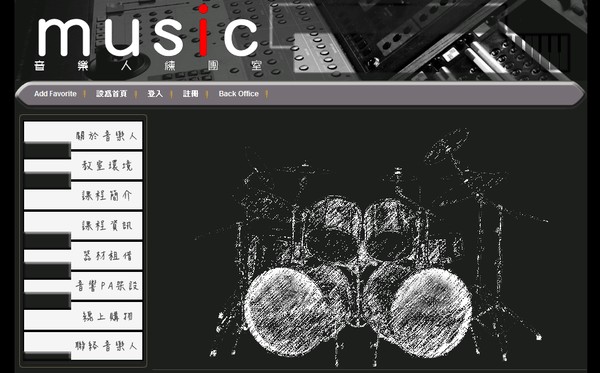 music
音樂人練團室
Add Favorite ! 設為首頁 ! 登入 ! 註冊 ! Back Office !
關於音樂人
教室環境
課程簡介
課程資訊
器材租借
音響PA架設
線上購物
聯絡音樂人